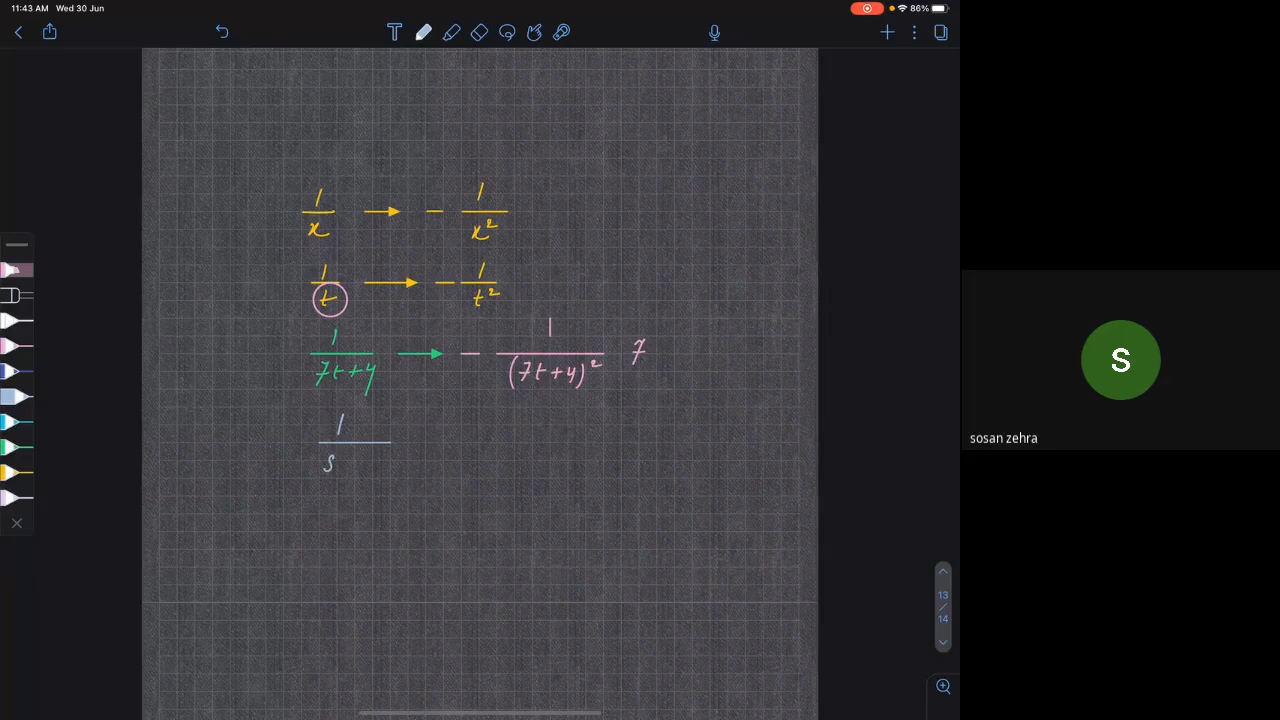 11:43 AM Wed 30 Jun
86%
1/x → - 1/x²
1/t → - 1/t²
1/(7t+4) → - 1/(7t+4)² 7
1/s
13
/
14
S
sosan zehra